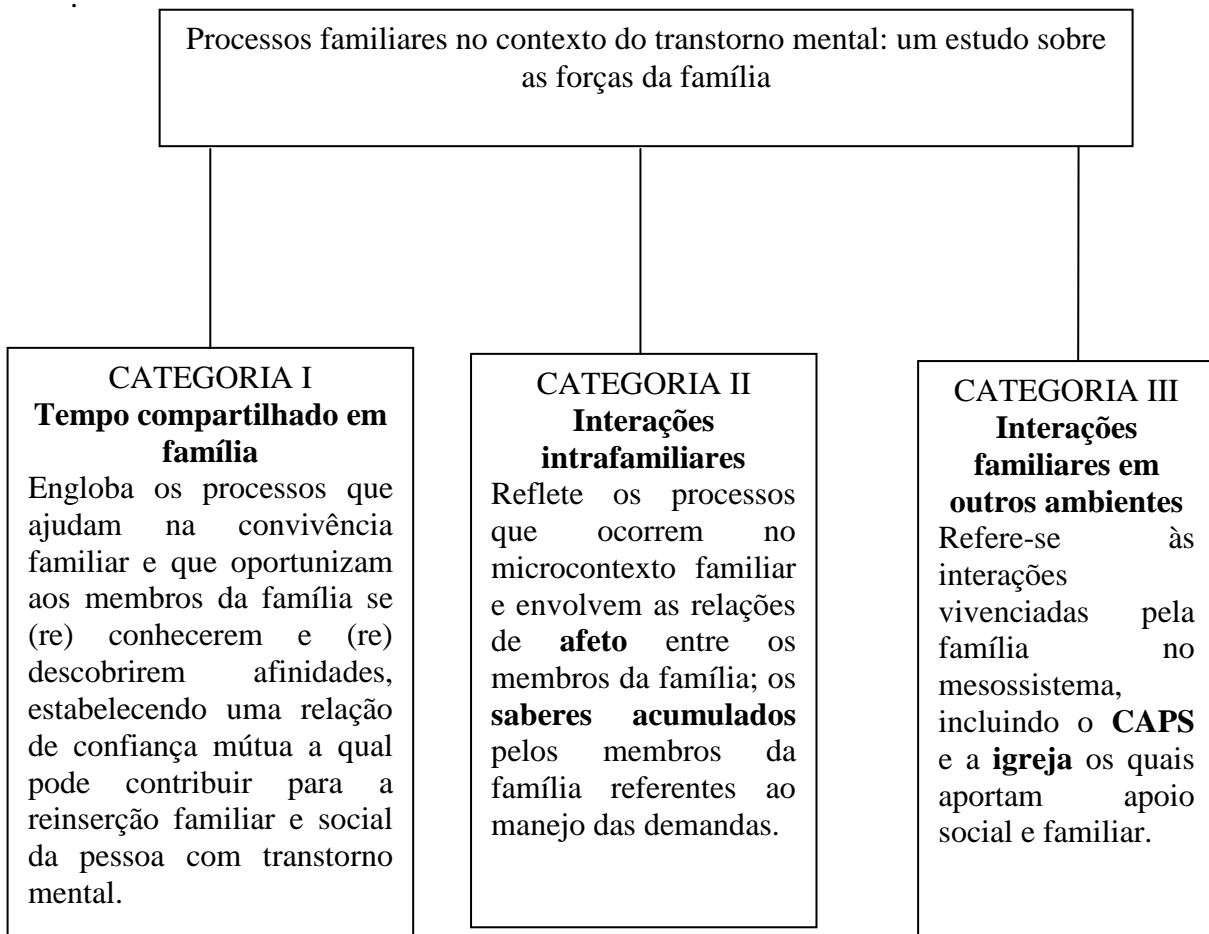 .
Processos familiares no contexto do transtorno mental: um estudo sobre
as forças da família
CATEGORIA I
Tempo compartilhado em
família
Engloba os processos que
ajudam na convivência
familiar e que oportunizam
aos membros da família se
(re) conhecerem e (re)
descobrirem afinidades,
estabelecendo uma relação
de confiança mútua a qual
pode contribuir para a
reinserção familiar e social
da pessoa com transtorno
mental.
CATEGORIA II
Interações
intrafamiliares
Reflete os processos
que ocorrem no
microcontexto familiar
e envolvem as relações
de afeto entre os
membros da família; os
saberes acumulados
pelos membros da
família referentes ao
manejo das demandas.
CATEGORIA III
Interações
familiares em
outros ambientes
Refere-se às
interações
vivenciadas pela
família no
mesossistema,
incluindo o CAPS
e a igreja os quais
aportam apoio
social e familiar.